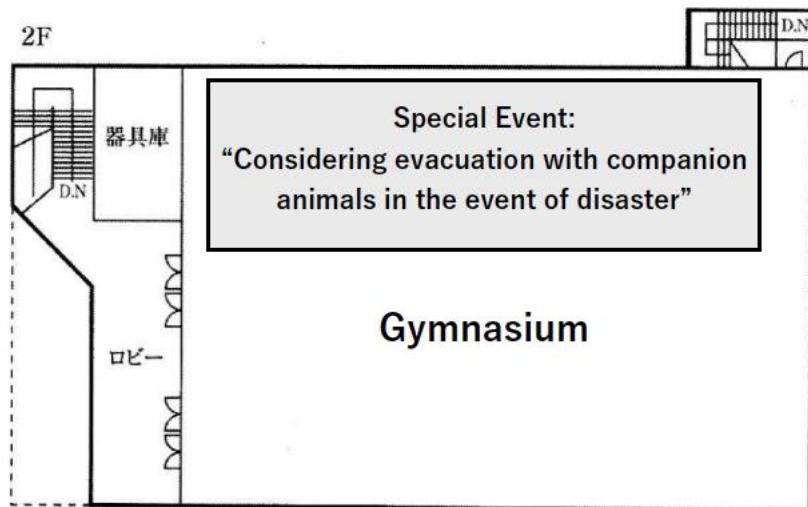 2F
D.N
Special Event:
“Considering evacuation with companion
animals in the event of disaster”
器具庫
D.N
Gymnasium
ロビー